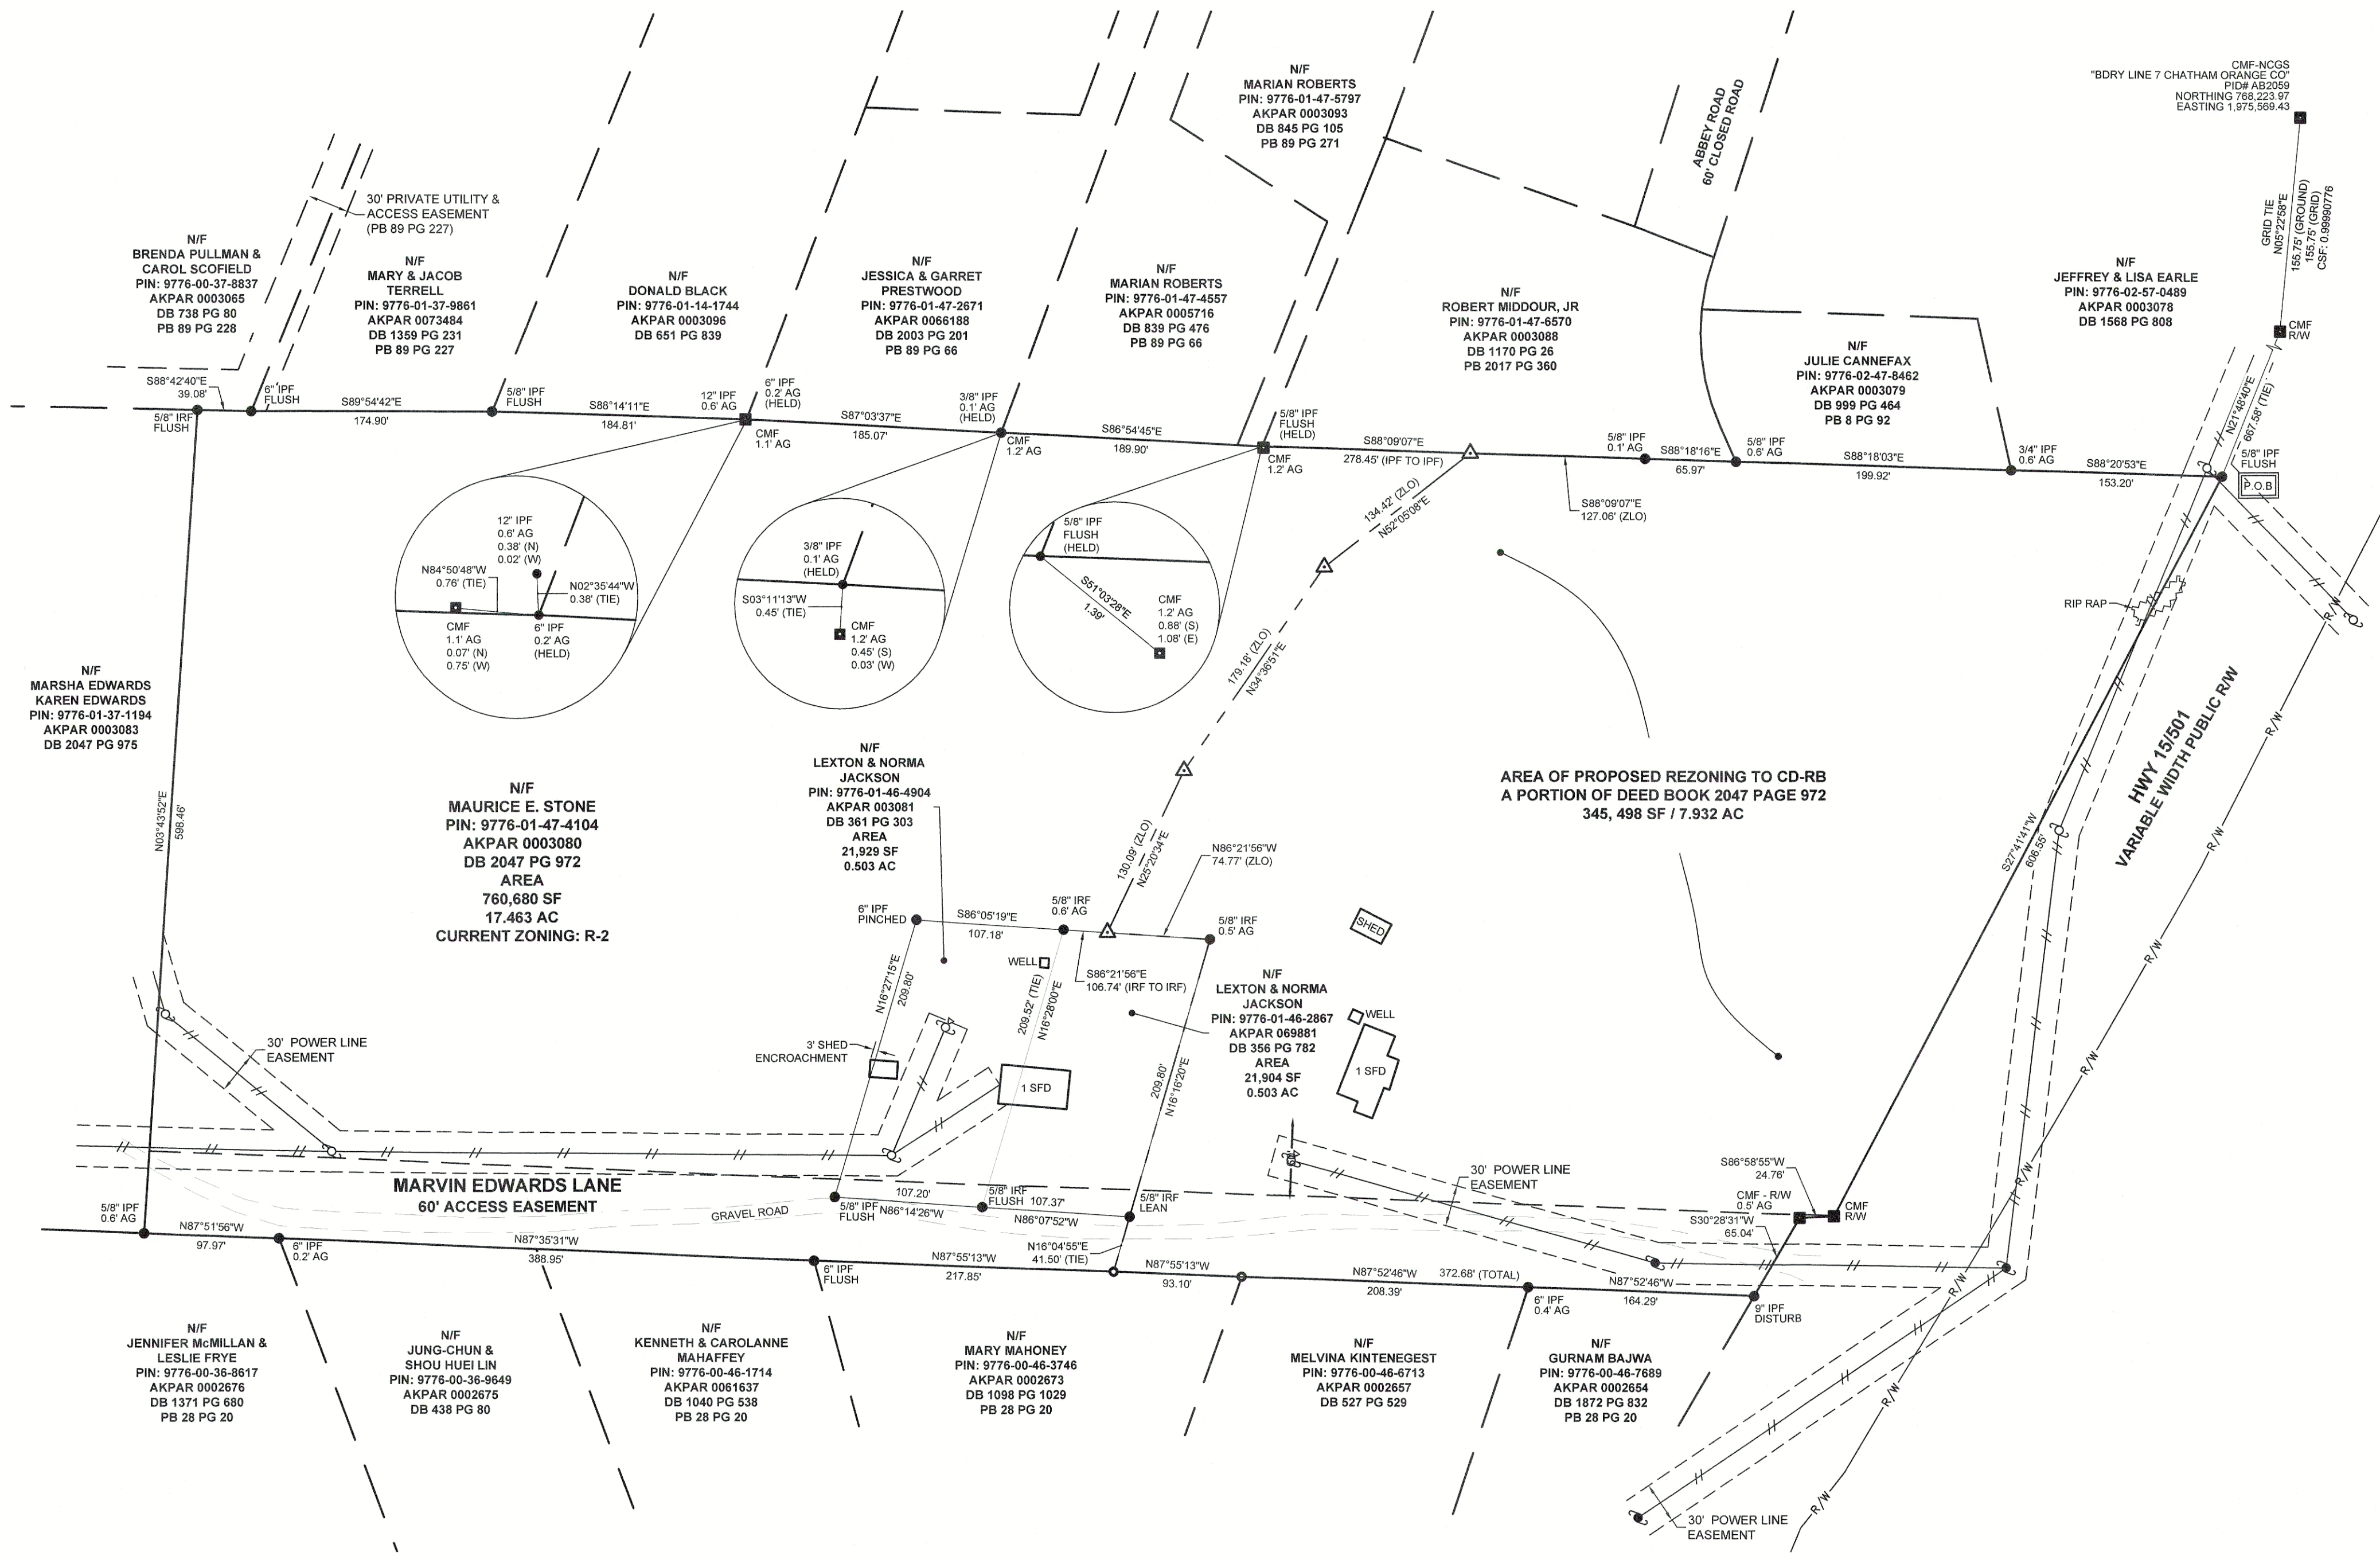 CMF-NCGS
"BDRY LINE 7 CHATHAM ORANGE CO"
PID# AB2059
NORTHING 768,223.97
EASTING 1,975,569.43
N/F
MARIAN ROBERTS
PIN: 9776-01-47-5797
AKPAR 0003093
DB 845 PG 105
PB 89 PG 271
ABBEY ROAD
60' CLOSED ROAD
GRID TIE
N05°22'58"E
155.75' (GROUND)
155.75' (GRID)
CSF: 0.99990776
30' PRIVATE UTILITY &
ACCESS EASEMENT
(PB 89 PG 227)
N/F
BRENDA PULLMAN &
CAROL SCOFIELD
PIN: 9776-00-37-8837
AKPAR 0003065
DB 738 PG 80
PB 89 PG 228
N/F
MARY & JACOB
TERRELL
PIN: 9776-01-37-9861
AKPAR 0073484
DB 1359 PG 231
PB 89 PG 227
N/F
DONALD BLACK
PIN: 9776-01-14-1744
AKPAR 0003096
DB 651 PG 839
N/F
JESSICA & GARRET
PRESTWOOD
PIN: 9776-01-47-2671
AKPAR 0066188
DB 2003 PG 201
PB 89 PG 66
N/F
MARIAN ROBERTS
PIN: 9776-01-47-4557
AKPAR 0005716
DB 839 PG 476
PB 89 PG 66
N/F
ROBERT MIDDOUR, JR
PIN: 9776-01-47-6570
AKPAR 0003088
DB 1170 PG 26
PB 2017 PG 360
N/F
JULIE CANNEFAX
PIN: 9776-02-47-8462
AKPAR 0003079
DB 999 PG 464
PB 8 PG 92
N/F
JEFFREY & LISA EARLE
PIN: 9776-02-57-0489
AKPAR 0003078
DB 1568 PG 808
CMF
R/W
N21°48'40"E
667.58' (TIE)
S88°42'40"E
39.08'
5/8" IRF
FLUSH
6" IPF
FLUSH
S89°54'42"E
174.90'
5/8" IPF
FLUSH
S88°14'11"E
184.81'
12" IPF
0.6' AG
6" IPF
0.2' AG
(HELD)
CMF
1.1' AG
S87°03'37"E
185.07'
3/8" IPF
0.1' AG
(HELD)
CMF
1.2' AG
S86°54'45"E
189.90'
5/8" IPF
FLUSH
(HELD)
CMF
1.2' AG
S88°09'07"E
278.45' (IPF TO IPF)
5/8" IPF
0.1' AG
S88°18'16"E
65.97'
5/8" IPF
0.6' AG
S88°18'03"E
199.92'
3/4" IPF
0.6' AG
S88°20'53"E
153.20'
5/8" IPF
FLUSH
P.O.B
S88°09'07"E
127.06' (ZLO)
134.42' (ZLO)
N52°05'08"E
12" IPF
0.6' AG
0.38' (N)
0.02' (W)
N84°50'48"W
0.76' (TIE)
N02°35'44"W
0.38' (TIE)
CMF
1.1' AG
0.07' (N)
0.75' (W)
6" IPF
0.2' AG
(HELD)
3/8" IPF
0.1' AG
(HELD)
S03°11'13"W
0.45' (TIE)
CMF
1.2' AG
0.45' (S)
0.03' (W)
5/8" IPF
FLUSH
(HELD)
S51°03'28"E
1.39'
CMF
1.2' AG
0.88' (S)
1.08' (E)
RIP RAP
R/W
179.18' (ZLO)
N34°36'51"E
N/F
MARSHA EDWARDS
KAREN EDWARDS
PIN: 9776-01-37-1194
AKPAR 0003083
DB 2047 PG 975
N03°43'52"E
598.46'
N/F
MAURICE E. STONE
PIN: 9776-01-47-4104
AKPAR 0003080
DB 2047 PG 972
AREA
760,680 SF
17.463 AC
CURRENT ZONING: R-2
N/F
LEXTON & NORMA
JACKSON
PIN: 9776-01-46-4904
AKPAR 003081
DB 361 PG 303
AREA
21,929 SF
0.503 AC
AREA OF PROPOSED REZONING TO CD-RB
A PORTION OF DEED BOOK 2047 PAGE 972
345, 498 SF / 7.932 AC
HWY 15/501
VARIABLE WIDTH PUBLIC R/W
R/W
R/W
R/W
R/W
S27°41'41"W
606.55'
130.09' (ZLO)
N25°20'34"E
N86°21'56"W
74.77' (ZLO)
6" IPF
PINCHED
S86°05'19"E
107.18'
5/8" IRF
0.6' AG
5/8" IRF
0.5' AG
SHED
WELL
S86°21'56"E
106.74' (IRF TO IRF)
N16°27'15"E
209.80'
209.52' (TIE)
N16°28'00"E
209.80'
N16°16'20"E
N/F
LEXTON & NORMA
JACKSON
PIN: 9776-01-46-2867
AKPAR 069881
DB 356 PG 782
AREA
21,904 SF
0.503 AC
WELL
1 SFD
30' POWER LINE
EASEMENT
3' SHED
ENCROACHMENT
1 SFD
30' POWER LINE
EASEMENT
S86°58'55"W
24.76'
CMF - R/W
0.5' AG
CMF
R/W
S30°28'31"W
65.04'
R/W
MARVIN EDWARDS LANE
60' ACCESS EASEMENT
GRAVEL ROAD
5/8" IPF
FLUSH
107.20'
N86°14'26"W
5/8" IRF
FLUSH
107.37'
N86°07'52"W
5/8" IRF
LEAN
N16°04'55"E
41.50' (TIE)
5/8" IPF
0.6' AG
N87°51'56"W
97.97'
6" IPF
0.2' AG
N87°35'31"W
388.95'
6" IPF
FLUSH
N87°55'13"W
217.85'
N87°55'13"W
93.10'
N87°52'46"W
208.39'
372.68' (TOTAL)
6" IPF
0.4' AG
N87°52'46"W
164.29'
9" IPF
DISTURB
R/W
N/F
JENNIFER McMILLAN &
LESLIE FRYE
PIN: 9776-00-36-8617
AKPAR 0002676
DB 1371 PG 680
PB 28 PG 20
N/F
JUNG-CHUN &
SHOU HUEI LIN
PIN: 9776-00-36-9649
AKPAR 0002675
DB 438 PG 80
N/F
KENNETH & CAROLANNE
MAHAFFEY
PIN: 9776-00-46-1714
AKPAR 0061637
DB 1040 PG 538
PB 28 PG 20
N/F
MARY MAHONEY
PIN: 9776-00-46-3746
AKPAR 0002673
DB 1098 PG 1029
PB 28 PG 20
N/F
MELVINA KINTENEGEST
PIN: 9776-00-46-6713
AKPAR 0002657
DB 527 PG 529
N/F
GURNAM BAJWA
PIN: 9776-00-46-7689
AKPAR 0002654
DB 1872 PG 832
PB 28 PG 20
R/W
R/W
30' POWER LINE
EASEMENT